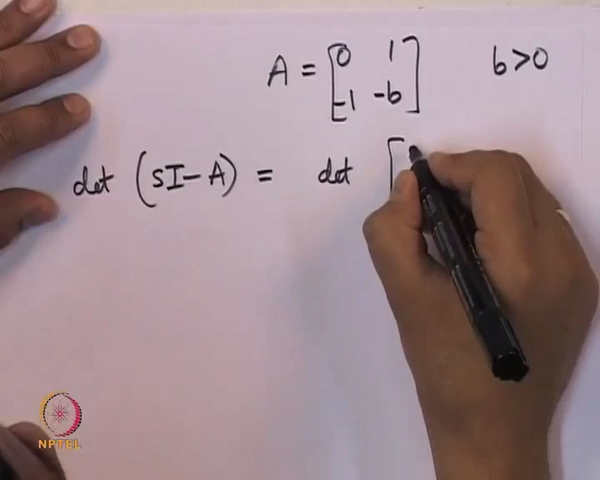 A = [0 1 b>0
-1 -b]
det (SI-A) = det [
NPTEL